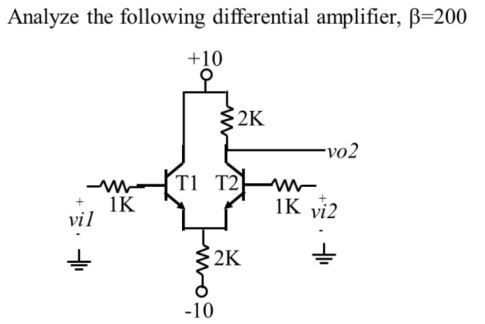 Analyze the following differential amplifier, β=200
+10
2K
vo2
T1 T2
1K
1K
+
vi1
-
+
vi2
-
2K
-10